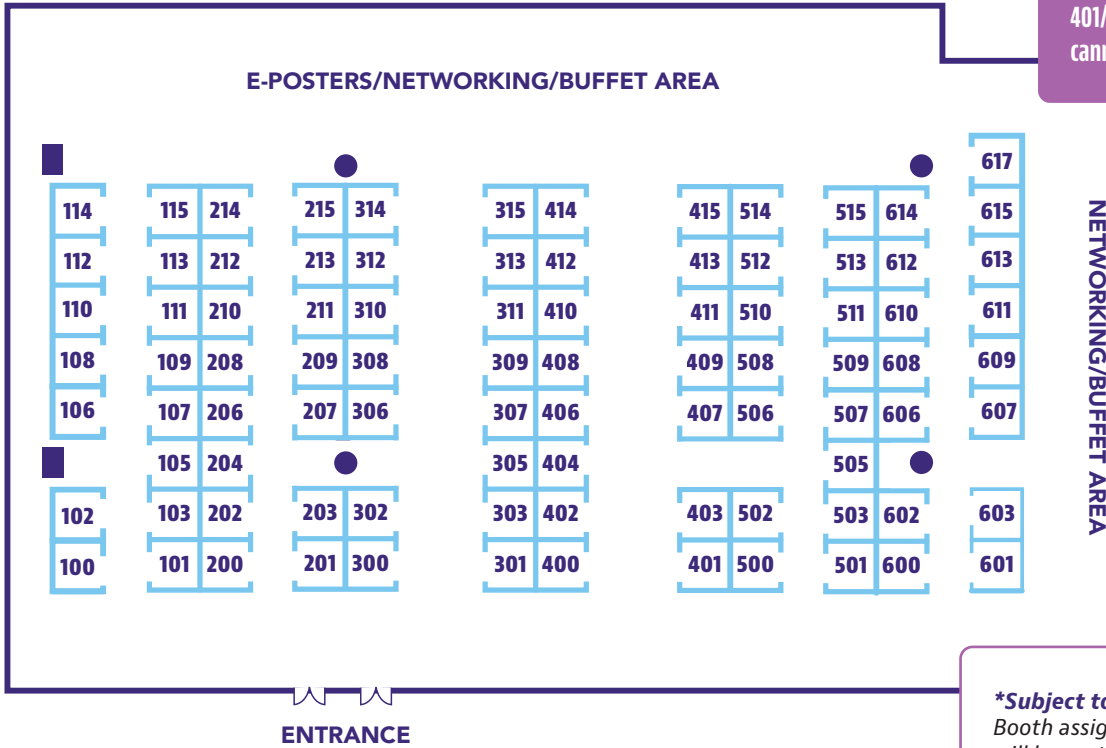 401/
E-POSTERS/NETWORKING/BUFFET AREA
617
114 115 214 215 314 315 414 415 514 515 614 615
112 113 212 213 312 313 412 413 512 513 612 613
110 111 210 211 310 311 410 411 510 511 610 611
108 109 208 209 308 309 408 409 508 509 608 609
106 107 206 207 306 307 406 407 506 507 606 607
105 204 305 404 505
102 103 202 203 302 303 402 403 502 503 602 603
100 101 200 201 300 301 400 401 500 501 600 601
NETWORKING/BUFFET AREA
ENTRANCE
*Subject to
Booth assig